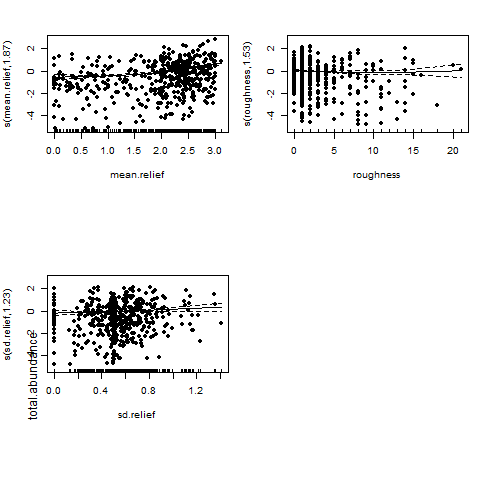 s(mean.relief,1.87)
2
0
-2
-4
0.0 0.5 1.0 1.5 2.0 2.5 3.0
mean.relief
s(roughness,1.53)
2
0
-2
-4
0 5 10 15 20
roughness
s(sd.relief,1.23)
total.abundance
2
0
-2
-4
0.0 0.4 0.8 1.2
sd.relief